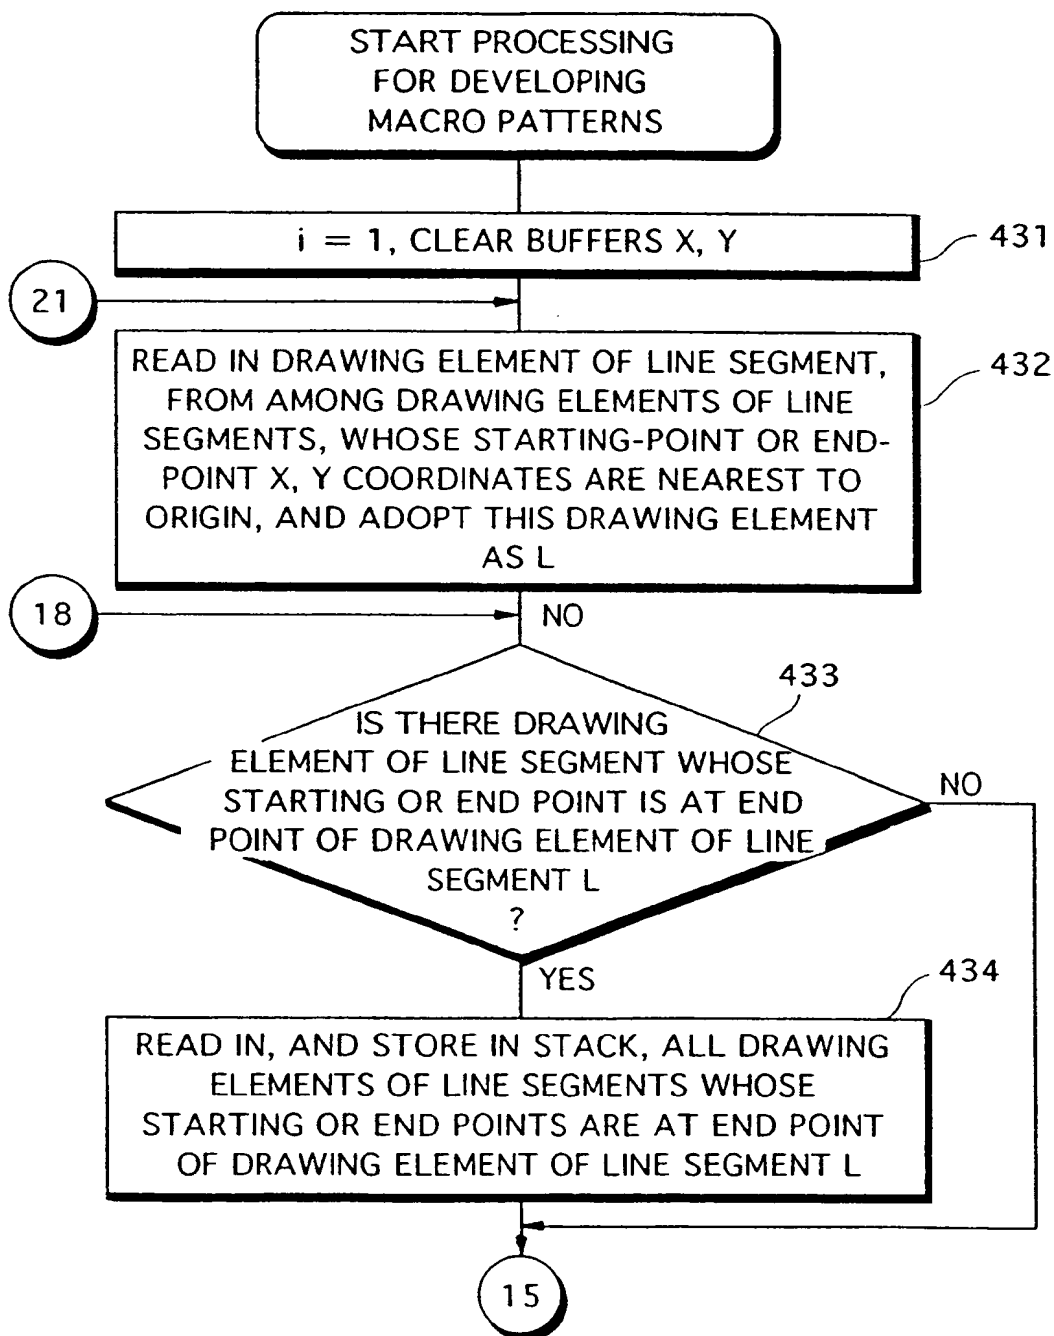 START PROCESSING
FOR DEVELOPING
MACRO PATTERNS
i = 1, CLEAR BUFFERS X, Y
431
21
READ IN DRAWING ELEMENT OF LINE SEGMENT,
FROM AMONG DRAWING ELEMENTS OF LINE
SEGMENTS, WHOSE STARTING-POINT OR END-
POINT X, Y COORDINATES ARE NEAREST TO
ORIGIN, AND ADOPT THIS DRAWING ELEMENT
AS L
432
18
NO
433
IS THERE DRAWING
ELEMENT OF LINE SEGMENT WHOSE
STARTING OR END POINT IS AT END
POINT OF DRAWING ELEMENT OF LINE
SEGMENT L
?
NO
YES
434
READ IN, AND STORE IN STACK, ALL DRAWING
ELEMENTS OF LINE SEGMENTS WHOSE
STARTING OR END POINTS ARE AT END POINT
OF DRAWING ELEMENT OF LINE SEGMENT L
15